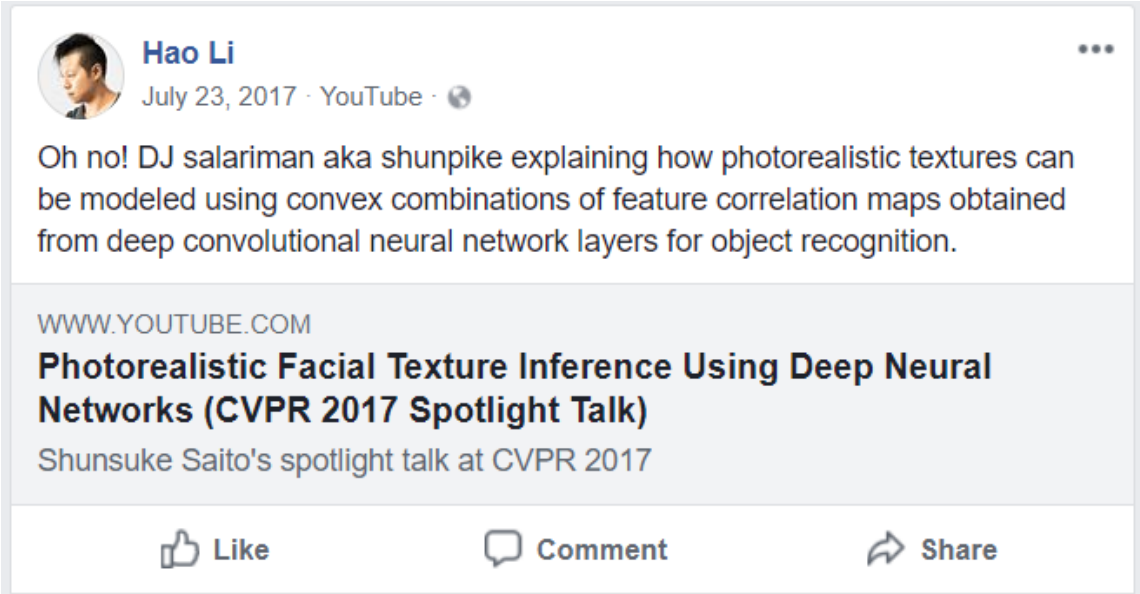 Hao Li
July 23, 2017 · YouTube ·
Oh no! DJ salariman aka shunpike explaining how photorealistic textures can
be modeled using convex combinations of feature correlation maps obtained
from deep convolutional neural network layers for object recognition.
WWW.YOUTUBE.COM
Photorealistic Facial Texture Inference Using Deep Neural
Networks (CVPR 2017 Spotlight Talk)
Shunsuke Saito's spotlight talk at CVPR 2017
Like Comment Share